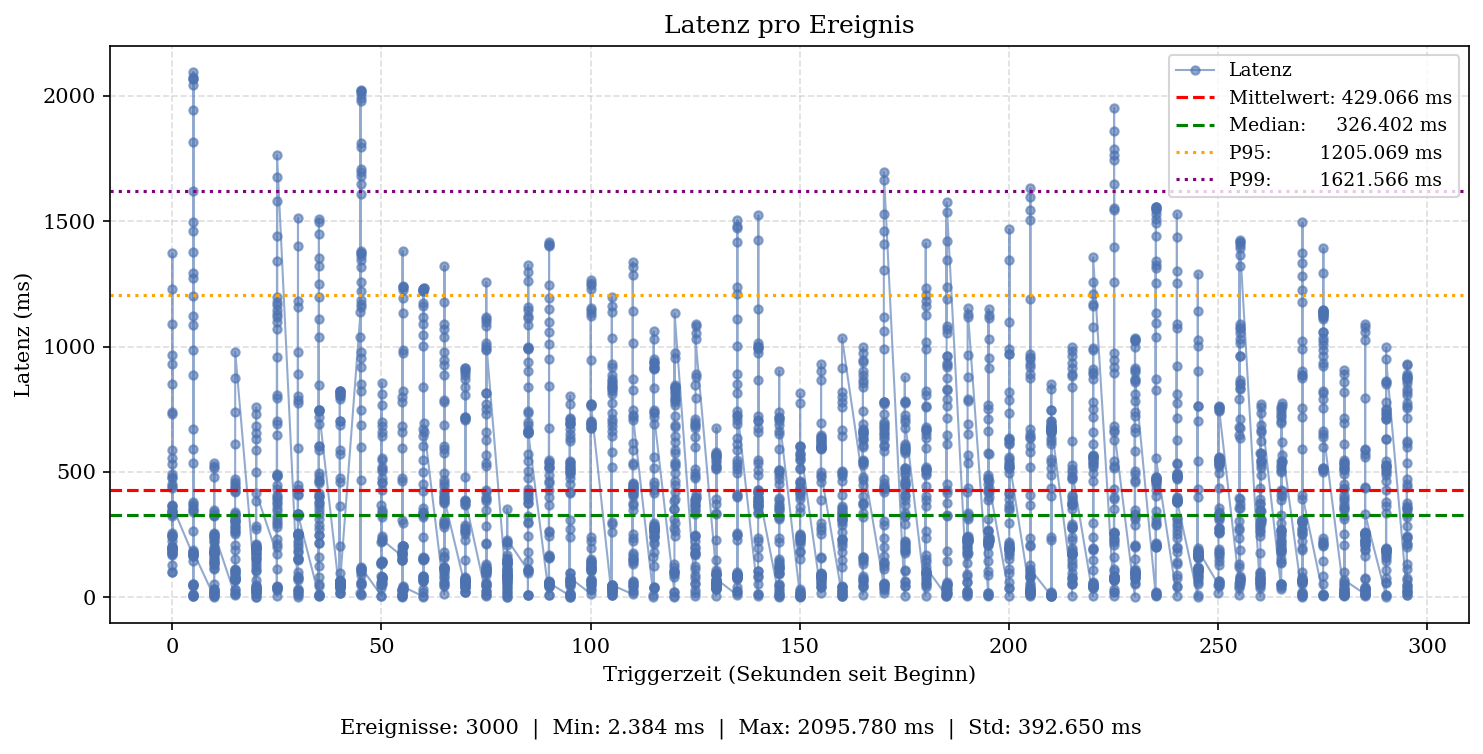 Latenz pro Ereignis
Latenz (ms)
2000
1500
1000
500
0
Latenz
Mittelwert: 429.066 ms
Median: 326.402 ms
P95: 1205.069 ms
P99: 1621.566 ms
0 50 100 150 200 250 300
Triggerzeit (Sekunden seit Beginn)
Ereignisse: 3000 | Min: 2.384 ms | Max: 2095.780 ms | Std: 392.650 ms